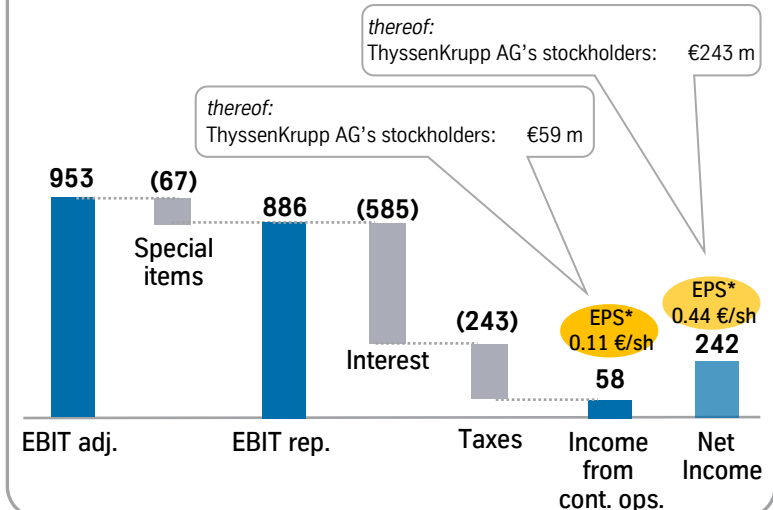 thereof:
ThyssenKrupp AG's stockholders: €243 m
thereof:
ThyssenKrupp AG's stockholders: €59 m
953
(67)
886
(585)
Special
items
Interest
(243)
EPS*
0.11 €/sh
58
EPS*
0.44 €/sh
242
EBIT adj.
EBIT rep.
Taxes
Income
from
cont. ops.
Net
Income